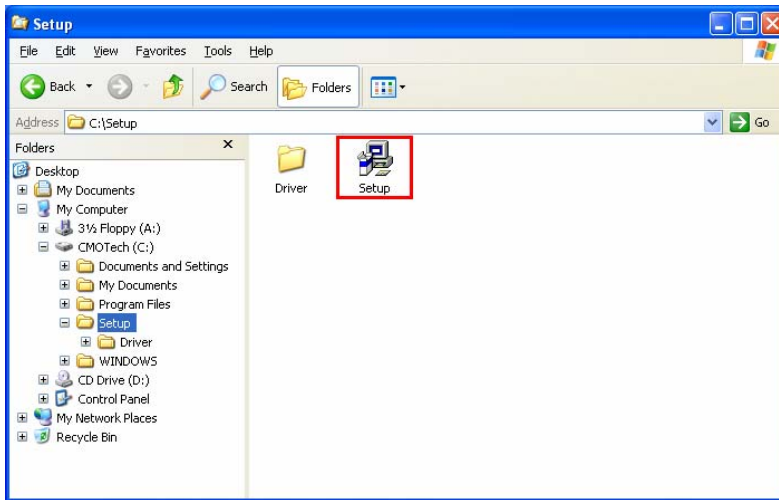 Setup
File Edit View Favorites Tools Help
Back Search Folders
Address C:\Setup Go
Folders x
Desktop
My Documents
My Computer
3½ Floppy (A:)
CMOTech (C:)
Documents and Settings
My Documents
Program Files
Setup
Driver
WINDOWS
CD Drive (D:)
Control Panel
My Network Places
Recycle Bin
Driver Setup